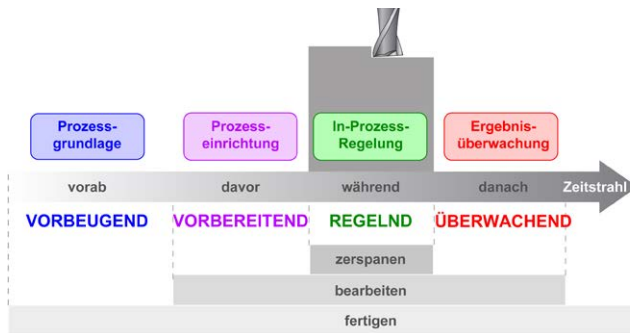 Prozess-
grundlage
Prozess-
einrichtung
In-Prozess-
Regelung
Ergebnis-
überwachung
vorab davor während danach Zeitstrahl
VORBEUGEND VORBEREITEND REGELND ÜBERWACHEND
zerspanen
bearbeiten
fertigen